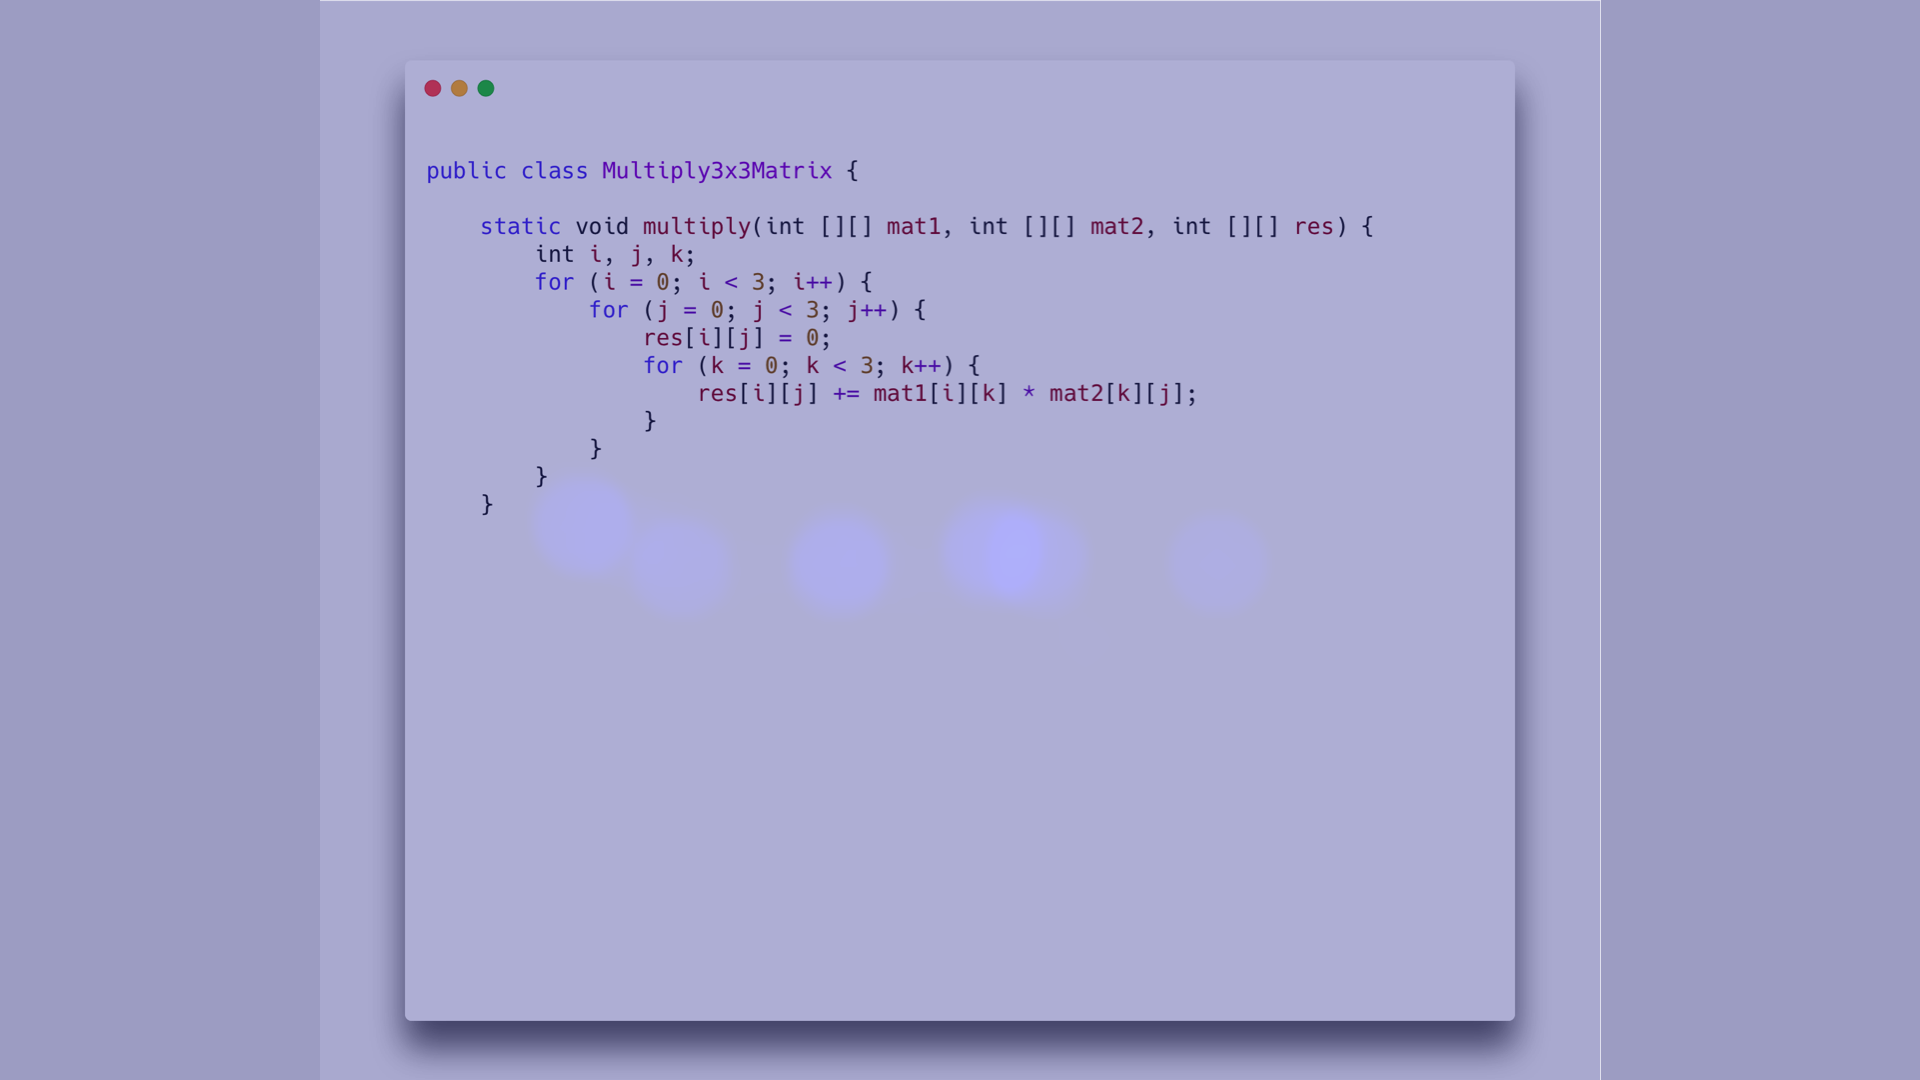 public class Multiply3x3Matrix {
static void multiply(int [][] mat1, int [][] mat2, int [][] res) {
int i, j, k;
for (i = 0; i < 3; i++) {
for (j = 0; j < 3; j++) {
res[i][j] = 0;
for (k = 0; k < 3; k++) {
res[i][j] += mat1[i][k] * mat2[k][j];
}
}
}
}